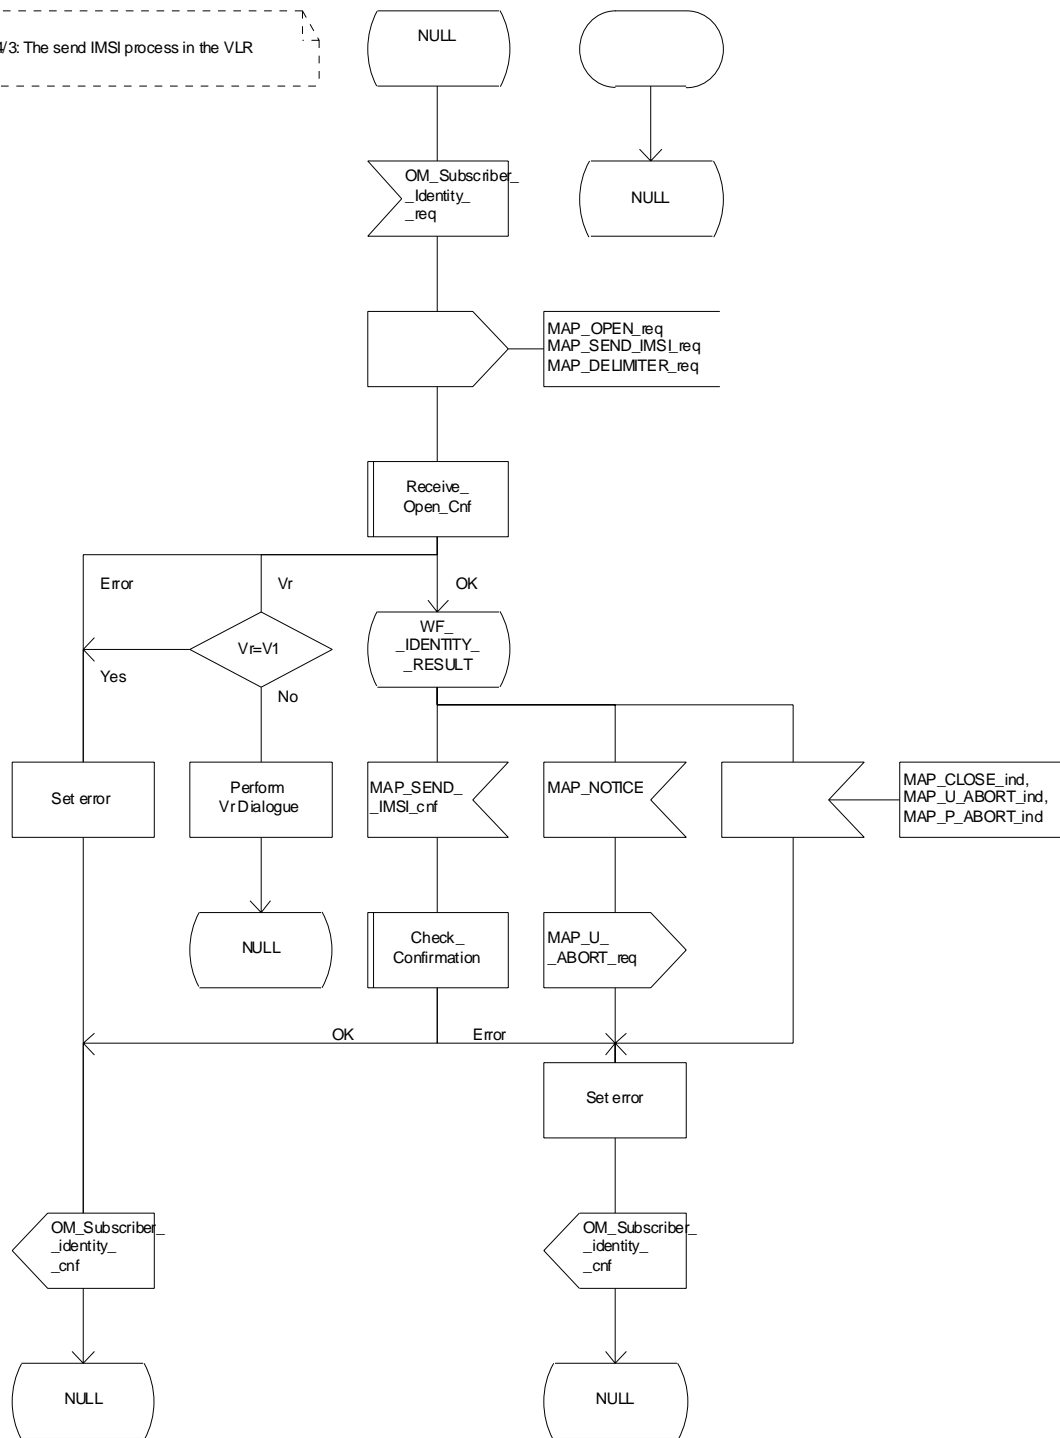 4/3: The send IMSI process in the VLR
NULL
OM_Subscriber_
_Identity_
_req
NULL
MAP_OPEN_req
MAP_SEND_IMSI_req
MAP_DELIMITER_req
Receive_
Open_Cnf
Error
Vr
OK
Vr=V1
WF_
_IDENTITY_
_RESULT
Yes
No
Set error
Perform
Vr Dialogue
MAP_SEND_
_IMSI_cnf
MAP_NOTICE
MAP_CLOSE_ind,
MAP_U_ABORT_ind,
MAP_P_ABORT_ind
NULL
Check_
Confirmation
MAP_U_
_ABORT_req
OK
Error
Set error
OM_Subscriber_
_identity_
_cnf
OM_Subscriber_
_identity_
_cnf
NULL
NULL